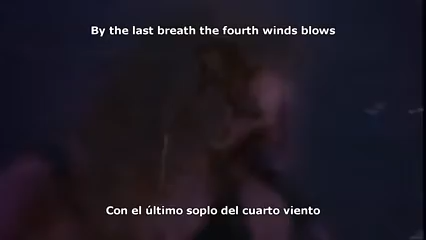 By the last breath the fourth winds blows
Con el último soplo del cuarto viento